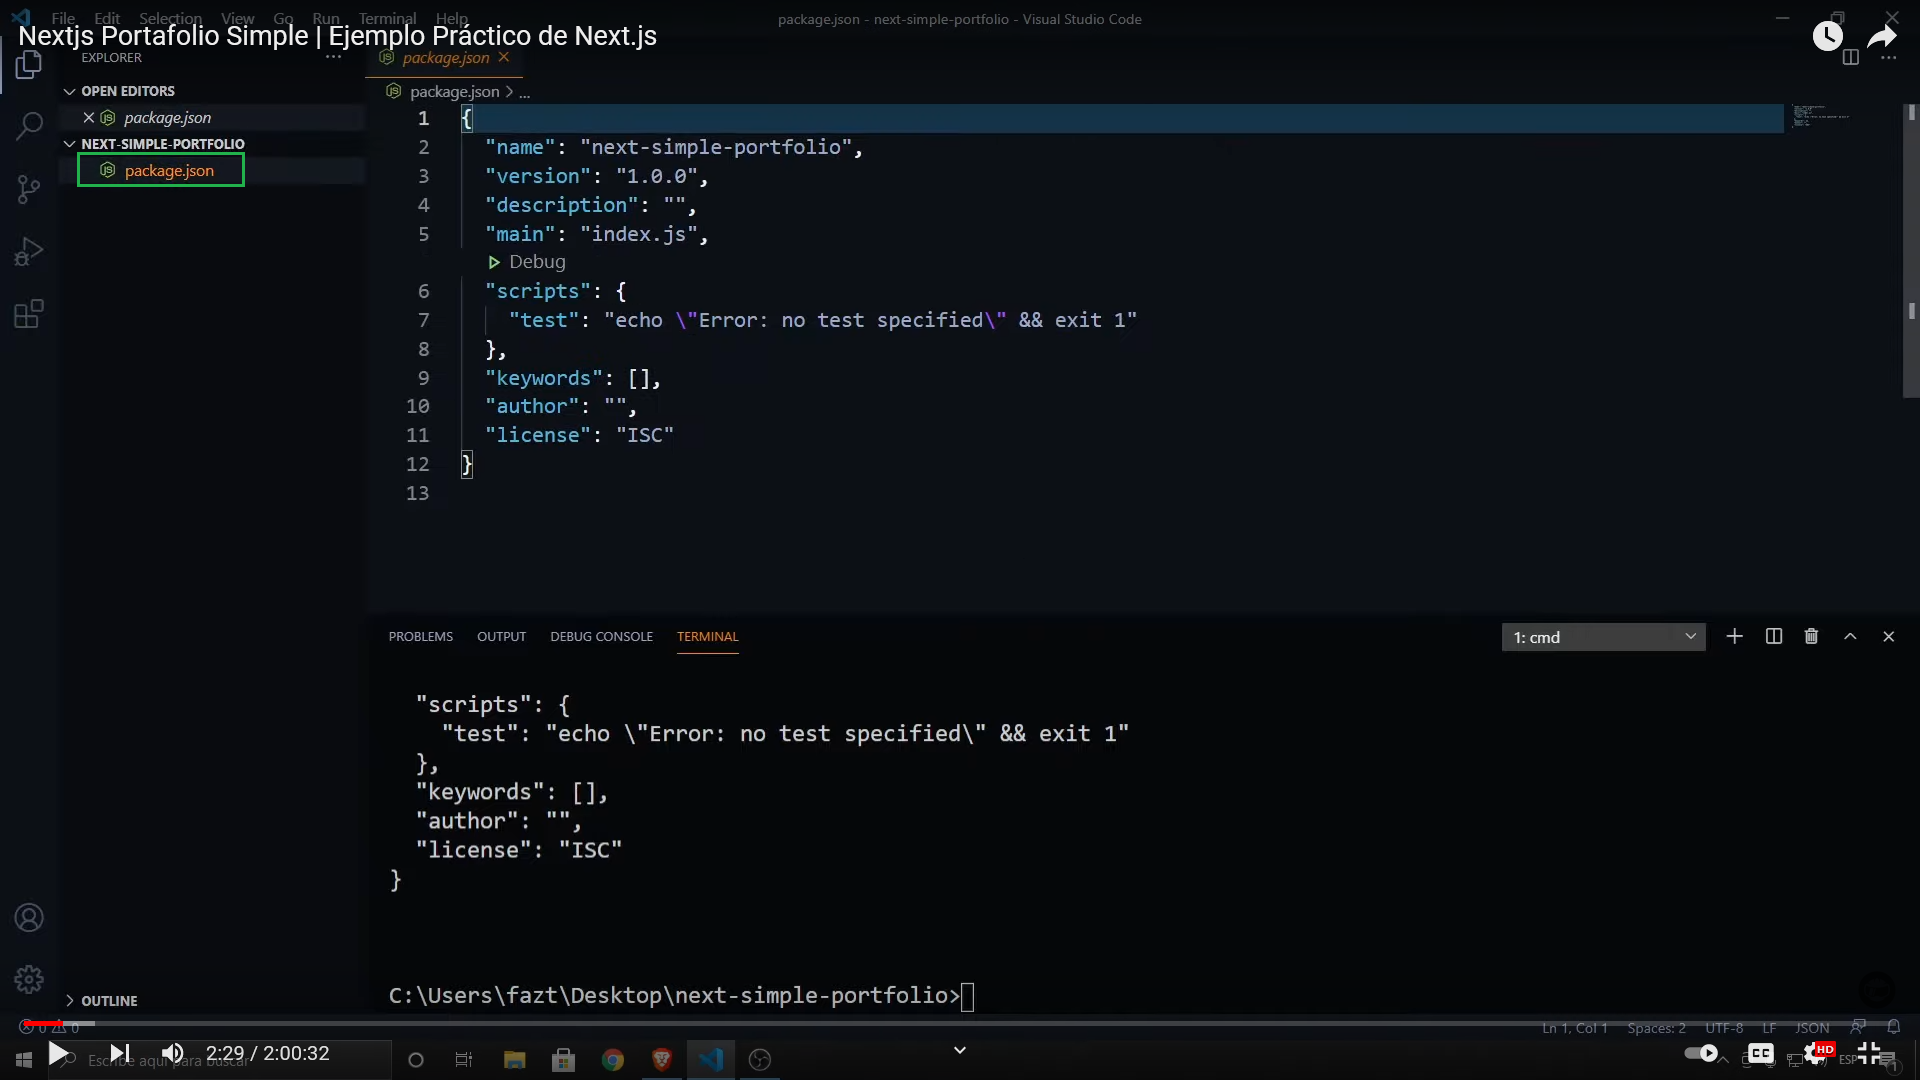 File Edit Selection View Go Run Terminal Help
package.json - next-simple-portfolio - Visual Studio Code
Nextjs Portafolio Simple | Ejemplo Práctico de Next.js
EXPLORER
OPEN EDITORS
package.json
NEXT-SIMPLE-PORTFOLIO
package.json
package.json
package.json > ...
1 {
2 "name": "next-simple-portfolio",
3 "version": "1.0.0",
4 "description": "",
5 "main": "index.js",
Debug
6 "scripts": {
7 "test": "echo \"Error: no test specified\" && exit 1"
8 },
9 "keywords": [],
10 "author": "",
11 "license": "ISC"
12 }
13
PROBLEMS OUTPUT DEBUG CONSOLE TERMINAL
1: cmd
"scripts": {
"test": "echo \"Error: no test specified\" && exit 1"
},
"keywords": [],
"author": "",
"license": "ISC"
}
C:\Users\fazt\Desktop\next-simple-portfolio>
OUTLINE
0 0
Ln 1, Col 1 Spaces: 2 UTF-8 LF JSON
Escribe aquí para buscar
2:29 / 2:00:32
CC
HD
ESP
1